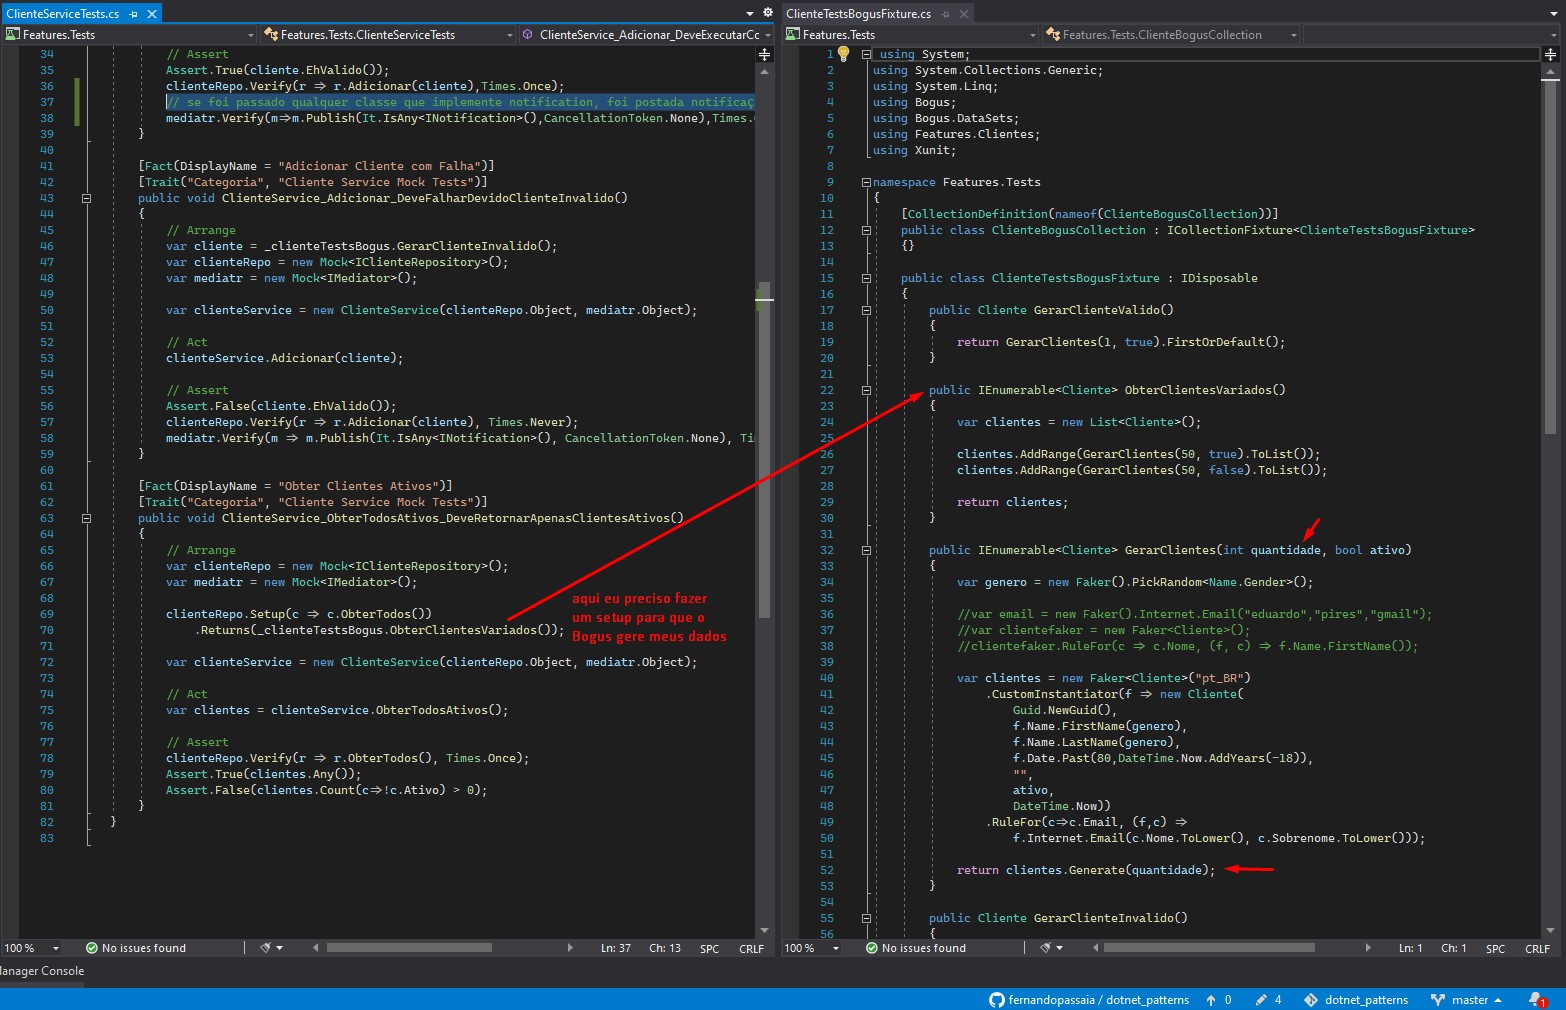 ClienteServiceTests.cs
Features.Tests
Features.Tests.ClienteServiceTests
ClienteService_Adicionar_DeveExecutarCc
34 // Assert
35 Assert.True(cliente.EhValido());
36 clienteRepo.Verify(r => r.Adicionar(cliente),Times.Once);
37 // se foi passado qualquer classe que implemente notification, foi postada notificaç
38 mediatr.Verify(m=>m.Publish(It.IsAny<INotification>(),CancellationToken.None),Times.
39 }
40
41 [Fact(DisplayName = "Adicionar Cliente com Falha")]
42 [Trait("Categoria", "Cliente Service Mock Tests")]
43 public void ClienteService_Adicionar_DeveFalharDevidoClienteInvalido()
44 {
45 // Arrange
46 var cliente = _clienteTestsBogus.GerarClienteInvalido();
47 var clienteRepo = new Mock<IClienteRepository>();
48 var mediatr = new Mock<IMediator>();
49
50 var clienteService = new ClienteService(clienteRepo.Object, mediatr.Object);
51
52 // Act
53 clienteService.Adicionar(cliente);
54
55 // Assert
56 Assert.False(cliente.EhValido());
57 clienteRepo.Verify(r => r.Adicionar(cliente), Times.Never);
58 mediatr.Verify(m => m.Publish(It.IsAny<INotification>(), CancellationToken.None), Ti
59 }
60
61 [Fact(DisplayName = "Obter Clientes Ativos")]
62 [Trait("Categoria", "Cliente Service Mock Tests")]
63 public void ClienteService_ObterTodosAtivos_DeveRetornarApenasClientesAtivos()
64 {
65 // Arrange
66 var clienteRepo = new Mock<IClienteRepository>();
67 var mediatr = new Mock<IMediator>();
68
69 clienteRepo.Setup(c => c.ObterTodos())
70 .Returns(_clienteTestsBogus.ObterClientesVariados());
71
72 var clienteService = new ClienteService(clienteRepo.Object, mediatr.Object);
73
74 // Act
75 var clientes = clienteService.ObterTodosAtivos();
76
77 // Assert
78 clienteRepo.Verify(r => r.ObterTodos(), Times.Once);
79 Assert.True(clientes.Any());
80 Assert.False(clientes.Count(c=>!c.Ativo) > 0);
81 }
82 }
83
aqui eu preciso fazer
um setup para que o
Bogus gere meus dados
100 %
No issues found
Ln: 37 Ch: 13 SPC CRLF
ClienteTestsBogusFixture.cs
Features.Tests
Features.Tests.ClienteBogusCollection
1 using System;
2 using System.Collections.Generic;
3 using System.Linq;
4 using Bogus;
5 using Bogus.DataSets;
6 using Features.Clientes;
7 using Xunit;
8
9 namespace Features.Tests
10 {
11 [CollectionDefinition(nameof(ClienteBogusCollection))]
12 public class ClienteBogusCollection : ICollectionFixture<ClienteTestsBogusFixture>
13 {}
14
15 public class ClienteTestsBogusFixture : IDisposable
16 {
17 public Cliente GerarClienteValido()
18 {
19 return GerarClientes(1, true).FirstOrDefault();
20 }
21
22 public IEnumerable<Cliente> ObterClientesVariados()
23 {
24 var clientes = new List<Cliente>();
25
26 clientes.AddRange(GerarClientes(50, true).ToList());
27 clientes.AddRange(GerarClientes(50, false).ToList());
28
29 return clientes;
30 }
31
32 public IEnumerable<Cliente> GerarClientes(int quantidade, bool ativo)
33 {
34 var genero = new Faker().PickRandom<Name.Gender>();
35
36 //var email = new Faker().Internet.Email("eduardo","pires","gmail");
37 //var clientefaker = new Faker<Cliente>();
38 //clientefaker.RuleFor(c => c.Nome, (f, c) => f.Name.FirstName());
39
40 var clientes = new Faker<Cliente>("pt_BR")
41 .CustomInstantiator(f => new Cliente(
42 Guid.NewGuid(),
43 f.Name.FirstName(genero),
44 f.Name.LastName(genero),
45 f.Date.Past(80,DateTime.Now.AddYears(-18)),
46 "",
47 ativo,
48 DateTime.Now))
49 .RuleFor(c=>c.Email, (f,c) =>
50 f.Internet.Email(c.Nome.ToLower(), c.Sobrenome.ToLower()));
51
52 return clientes.Generate(quantidade);
53 }
54
55 public Cliente GerarClienteInvalido()
56 {
100 %
No issues found
Ln: 1 Ch: 1 SPC CRLF
anager Console
fernandopassaia / dotnet_patterns 0 4 dotnet_patterns master 1